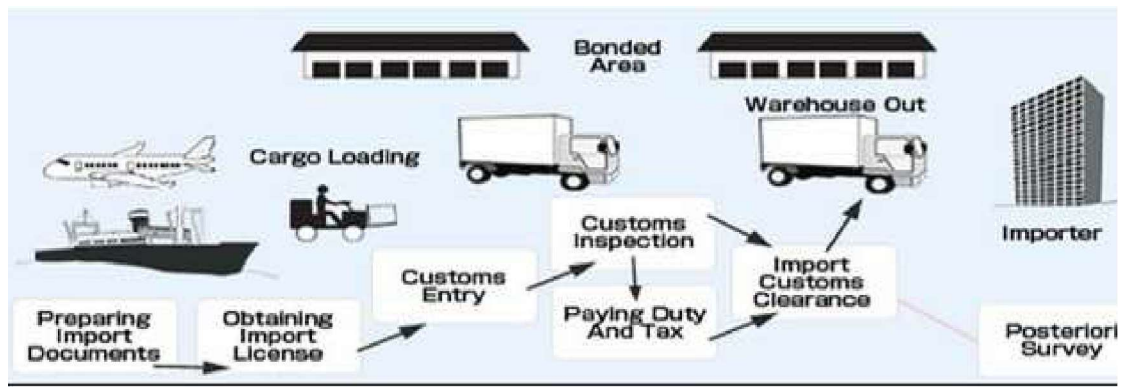 Bonded
Area
Warehouse Out
Cargo Loading
Importer
Preparing
Import
Documents
Obtaining
Import
License
Customs
Entry
Customs
Inspection
Paying Duty
And Tax
Import
Customs
Clearance
Posteriori
Survey